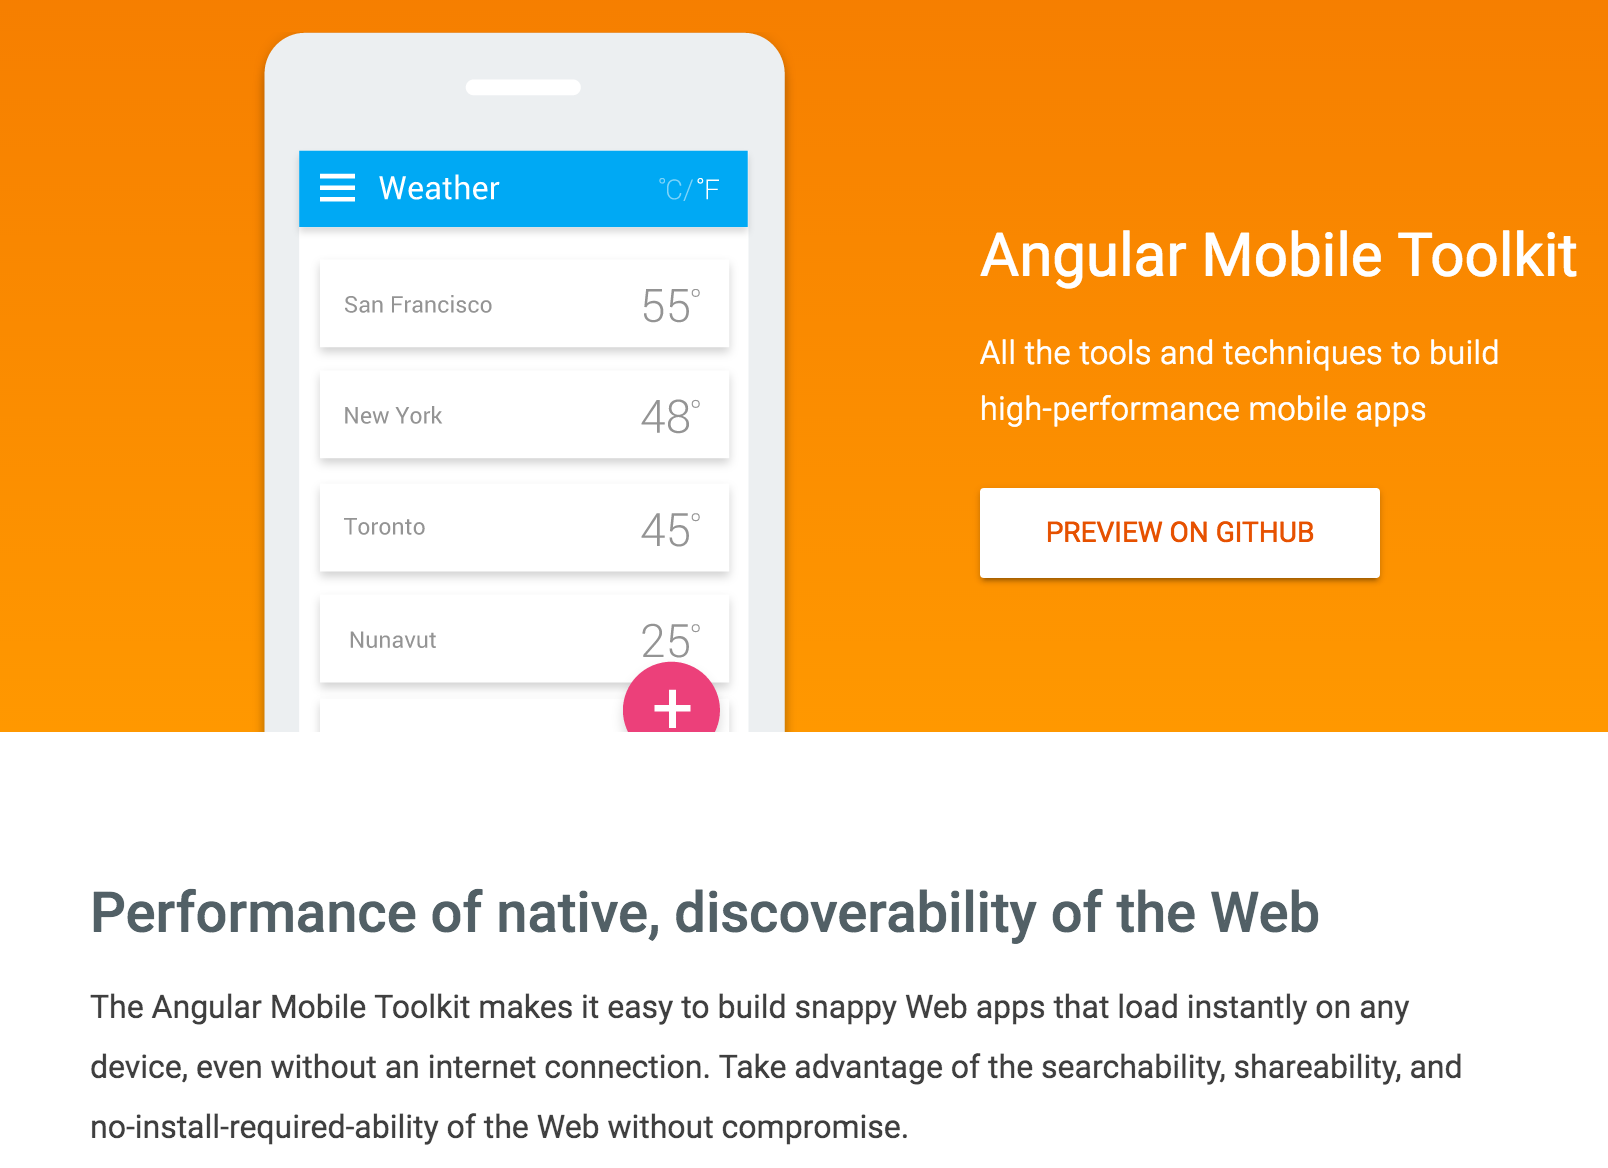 Weather °C/°F
San Francisco 55°
New York 48°
Toronto 45°
Nunavut 25°
+
Angular Mobile Toolkit
All the tools and techniques to build
high-performance mobile apps
PREVIEW ON GITHUB
Performance of native, discoverability of the Web
The Angular Mobile Toolkit makes it easy to build snappy Web apps that load instantly on any
device, even without an internet connection. Take advantage of the searchability, shareability, and
no-install-required-ability of the Web without compromise.